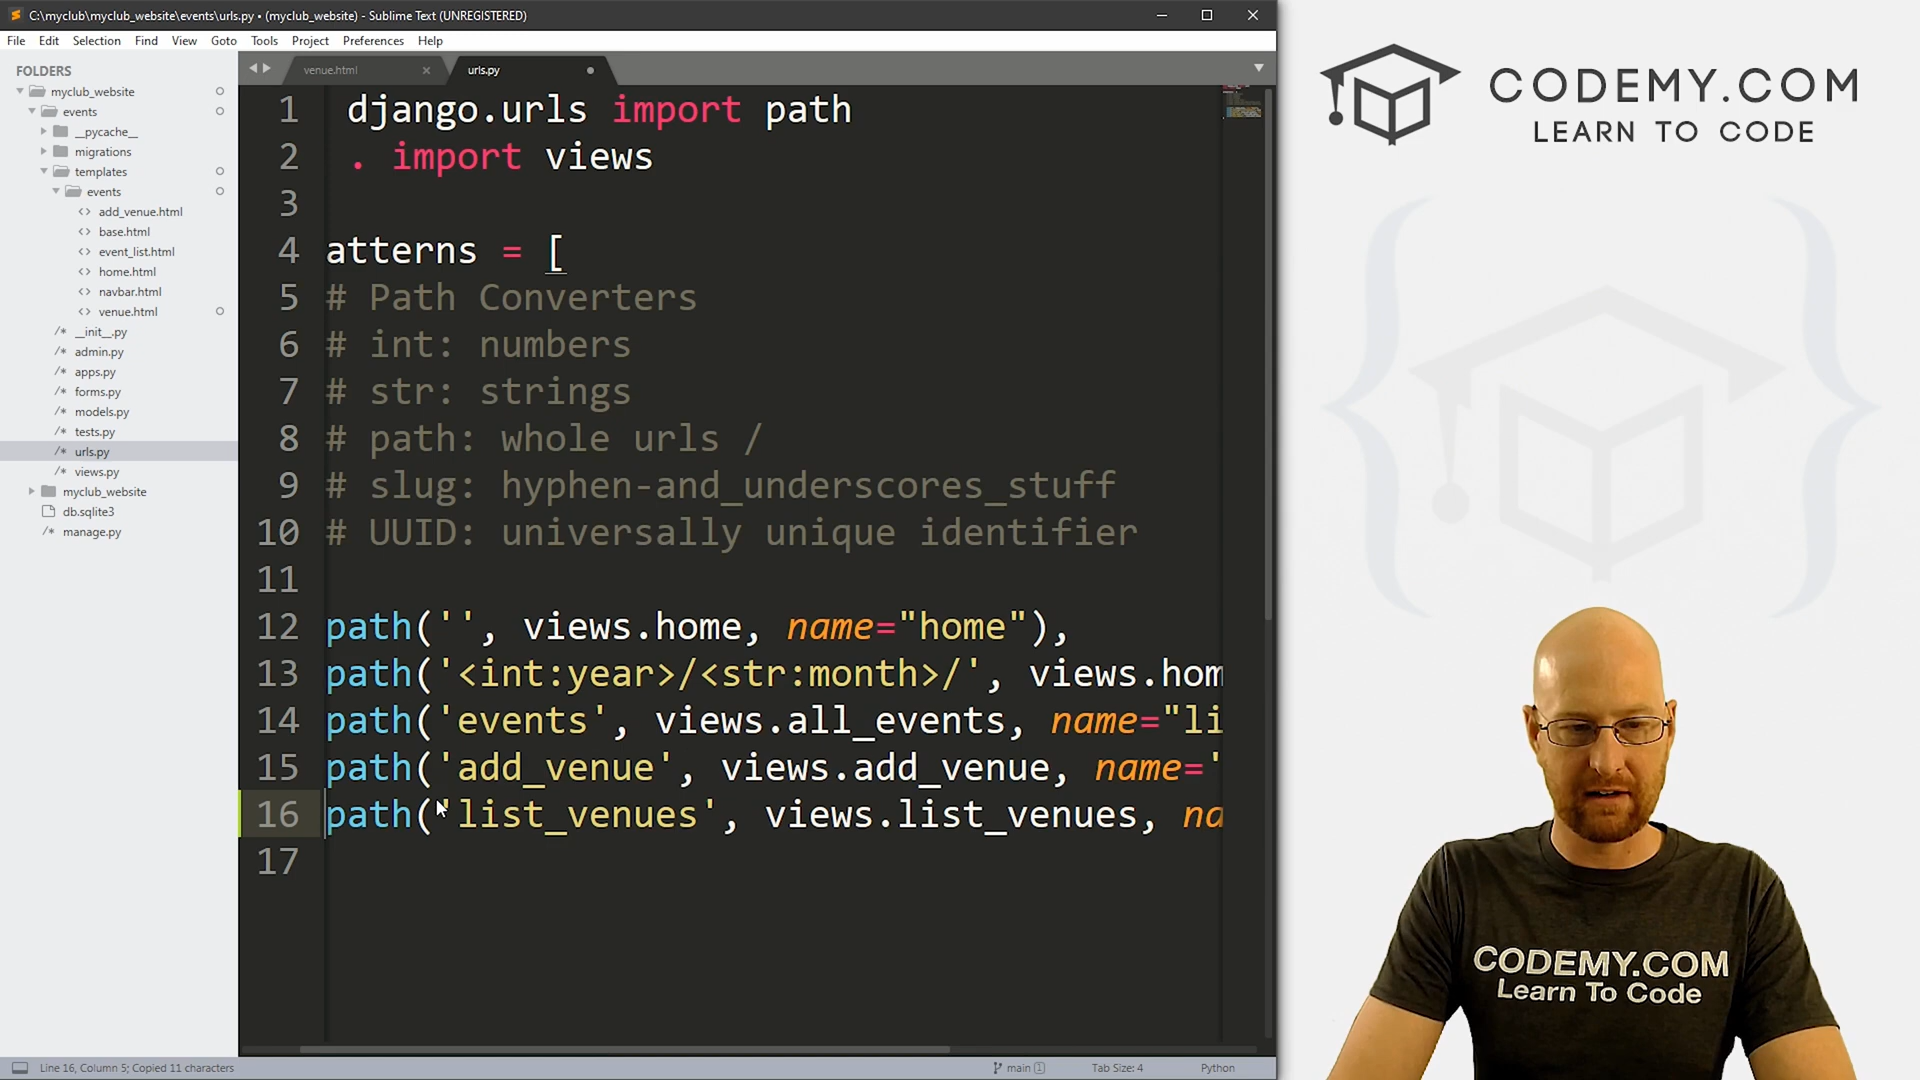 C:\myclub\myclub_website\events\urls.py • (myclub_website) - Sublime Text (UNREGISTERED)
File Edit Selection Find View Goto Tools Project Preferences Help
FOLDERS
myclub_website
events
__pycache__
migrations
templates
events
add_venue.html
base.html
event_list.html
home.html
navbar.html
venue.html
__init__.py
admin.py
apps.py
forms.py
models.py
tests.py
urls.py
views.py
myclub_website
db.sqlite3
manage.py
venue.html
urls.py
1 django.urls import path
2 . import views
3
4 atterns = [
5 # Path Converters
6 # int: numbers
7 # str: strings
8 # path: whole urls /
9 # slug: hyphen-and_underscores_stuff
10 # UUID: universally unique identifier
11
12 path('', views.home, name="home"),
13 path('<int:year>/<str:month>/', views.hom
14 path('events', views.all_events, name="li
15 path('add_venue', views.add_venue, name='
16 path('list_venues', views.list_venues, na
17
Line 16, Column 5; Copied 11 characters
main 1
Tab Size: 4
Python
CODEMY.COM
LEARN TO CODE
CODEMY.COM
Learn To Code